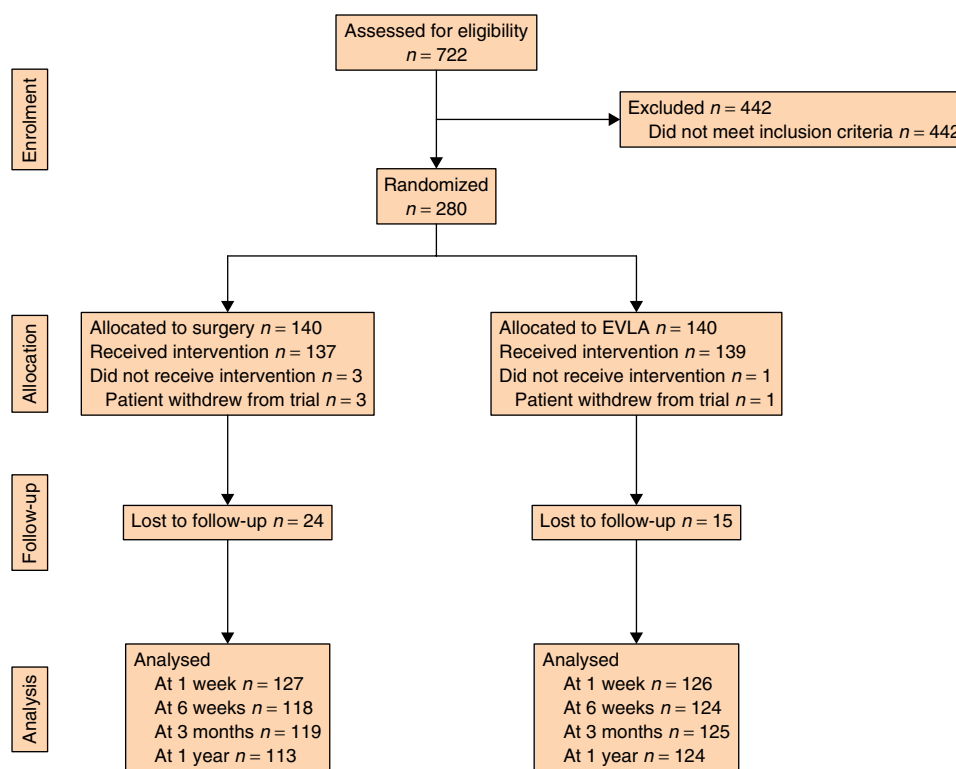 Assessed for eligibility
n = 722
Enrolment
Excluded n = 442
Did not meet inclusion criteria n = 442
Randomized
n = 280
Allocation
Allocated to surgery n = 140
Received intervention n = 137
Did not receive intervention n = 3
Patient withdrew from trial n = 3
Allocated to EVLA n = 140
Received intervention n = 139
Did not receive intervention n = 1
Patient withdrew from trial n = 1
Follow-up
Lost to follow-up n = 24
Lost to follow-up n = 15
Analysis
Analysed
At 1 week n = 127
At 6 weeks n = 118
At 3 months n = 119
At 1 year n = 113
Analysed
At 1 week n = 126
At 6 weeks n = 124
At 3 months n = 125
At 1 year n = 124